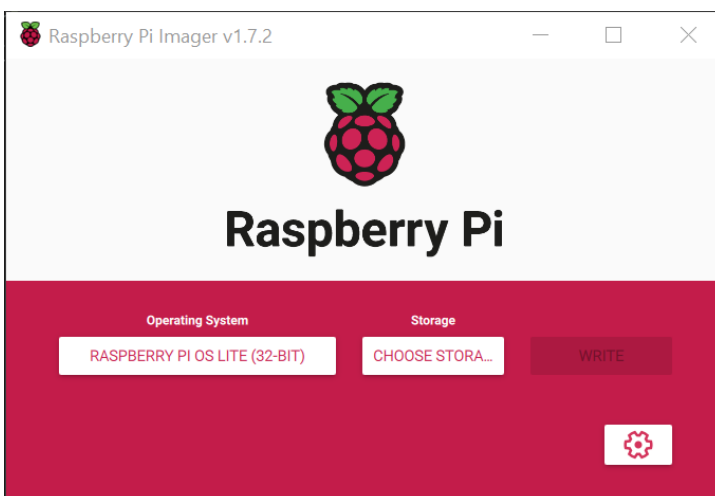 Raspberry Pi Imager v1.7.2
Raspberry Pi
Operating System
Storage
RASPBERRY PI OS LITE (32-BIT)
CHOOSE STORA...
WRITE